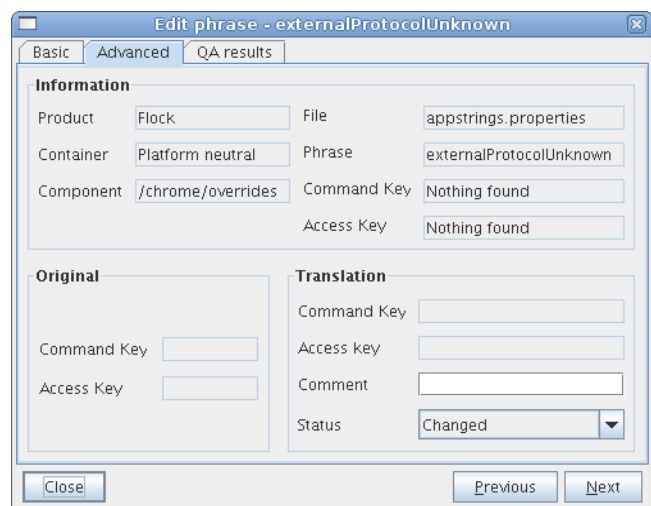 Edit phrase - externalProtocolUnknown
Basic Advanced QA results
Information
Product Flock File appstrings.properties
Container Platform neutral Phrase externalProtocolUnknown
Component /chrome/overrides Command Key Nothing found
Access Key Nothing found
Original
Command Key
Access Key
Translation
Command Key
Access key
Comment
Status Changed
Close Previous Next